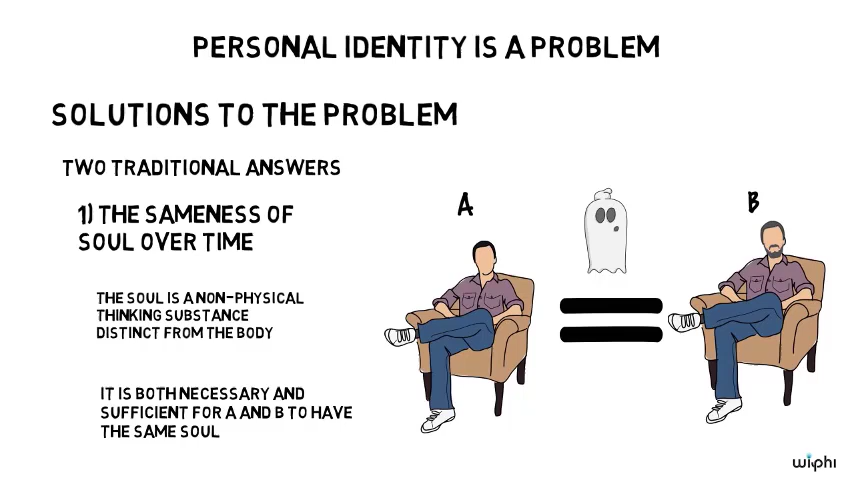 PERSONAL IDENTITY IS A PROBLEM
SOLUTIONS TO THE PROBLEM
TWO TRADITIONAL ANSWERS
1) THE SAMENESS OF
SOUL OVER TIME
THE SOUL IS A NON-PHYSICAL
THINKING SUBSTANCE
DISTINCT FROM THE BODY
IT IS BOTH NECESSARY AND
SUFFICIENT FOR A AND B TO HAVE
THE SAME SOUL
A
B
wiphi